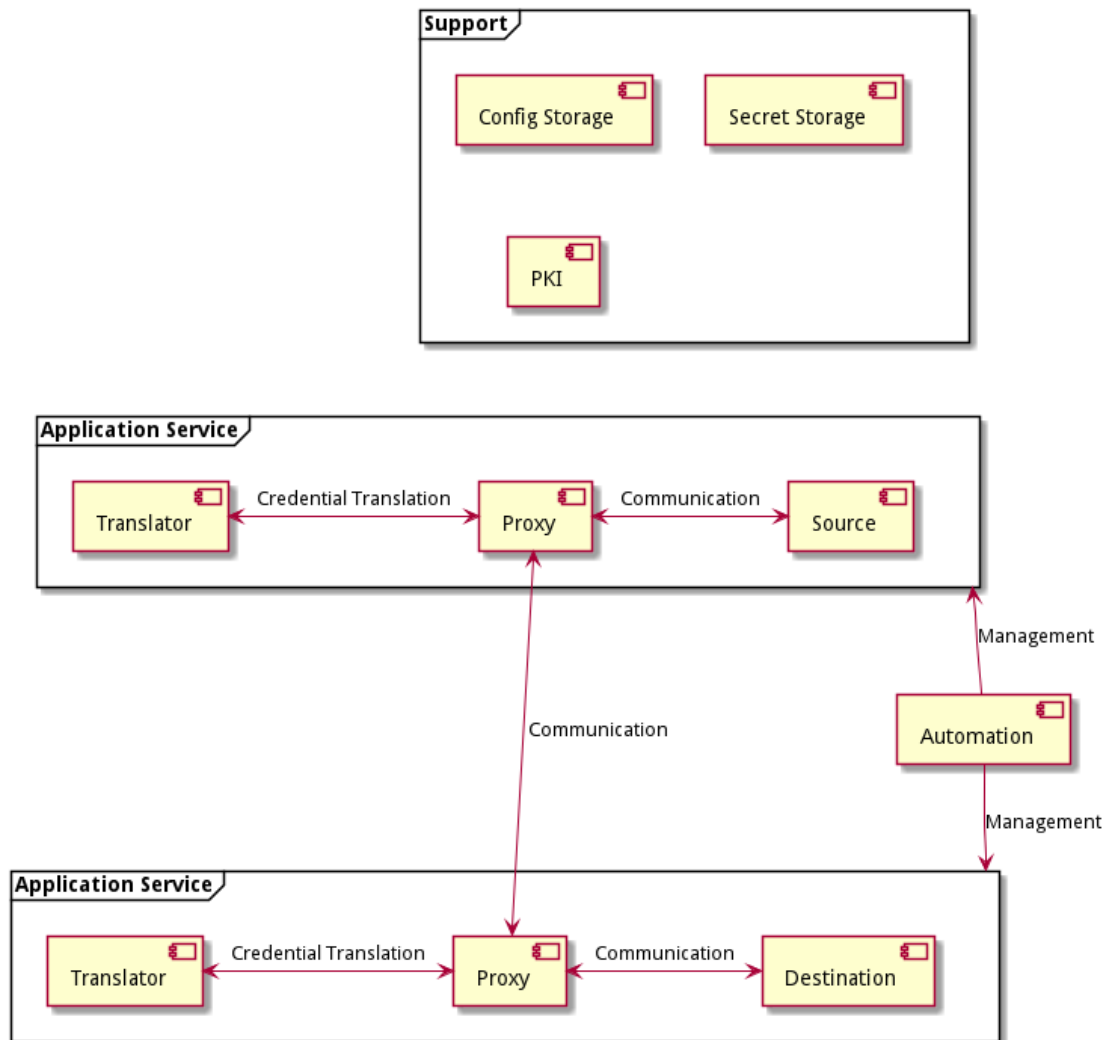 Support
Config Storage
Secret Storage
PKI
Application Service
Translator
Credential Translation
Proxy
Communication
Source
Management
Communication
Automation
Management
Application Service
Translator
Credential Translation
Proxy
Communication
Destination